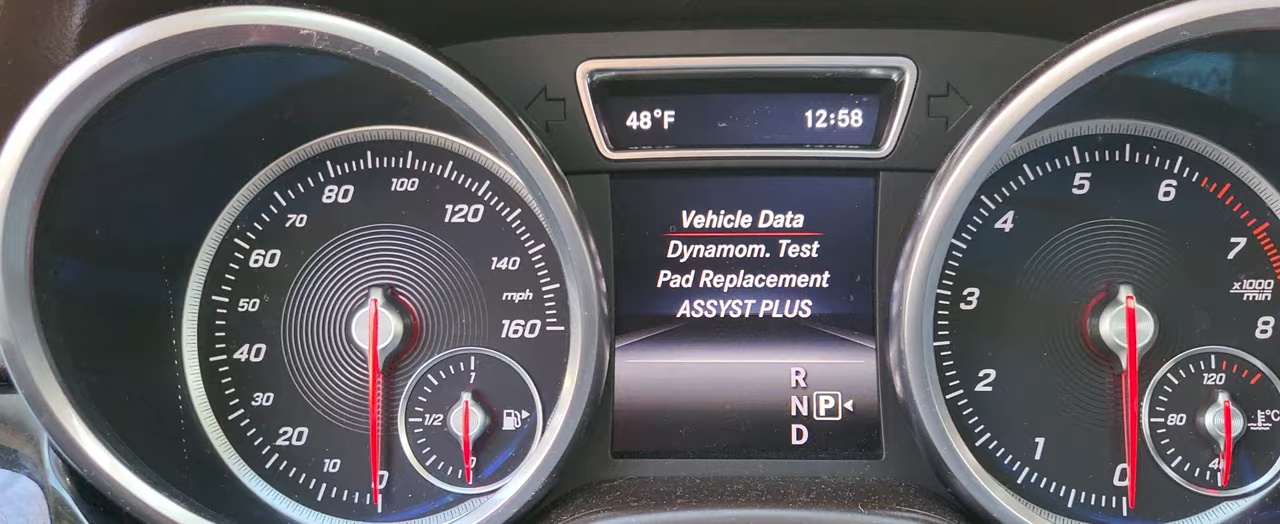 48°F 12:58
Vehicle Data
Dynamom. Test
Pad Replacement
ASSYST PLUS
R
N P
D
0
10
20
30
40
50
60
70
80
100
120
140
mph
160
1
1/2
0
0
1
2
3
4
5
6
7
x1000
min
8
120
80
°C